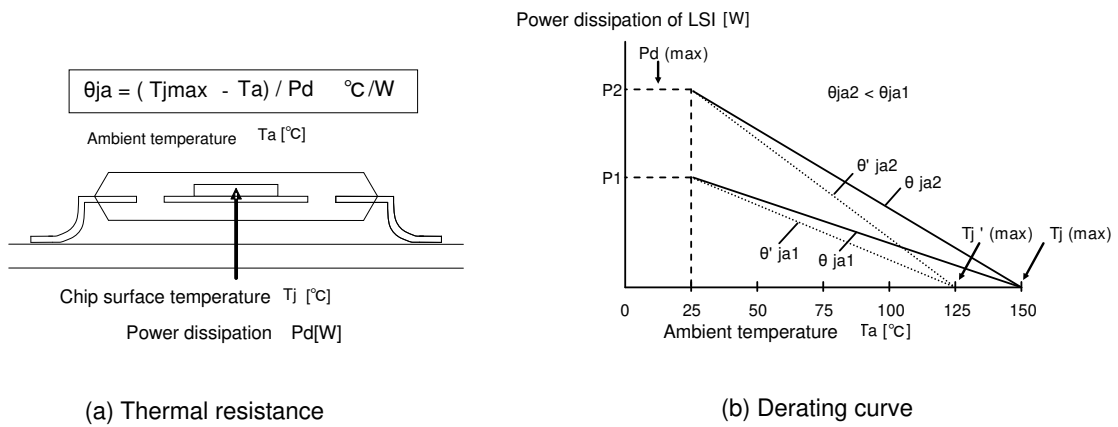 θja = ( Tjmax - Ta) / Pd °C/W
Ambient temperature Ta [°C]
Chip surface temperature Tj [°C]
Power dissipation Pd[W]
(a) Thermal resistance
Power dissipation of LSI [W]
Pd (max)
P2
θja2 < θja1
θ' ja2
θ ja2
P1
Tj ' (max)
Tj (max)
θ' ja1
θ ja1
0 25 50 75 100 125 150
Ambient temperature Ta [°C]
(b) Derating curve